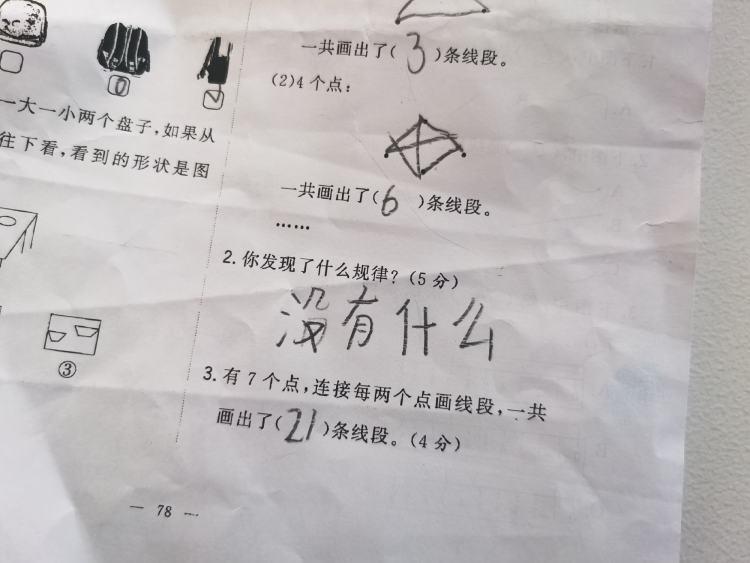 一大一小两个盘子,如果从
往下看,看到的形状是图
③
一共画出了(3)条线段。
(2)4个点:
一共画出了(6)条线段。
……
2.你发现了什么规律?(5分)
没有什么
3.有7个点,连接每两个点画线段,一共
画出了(21)条线段。(4分)
— 78 —